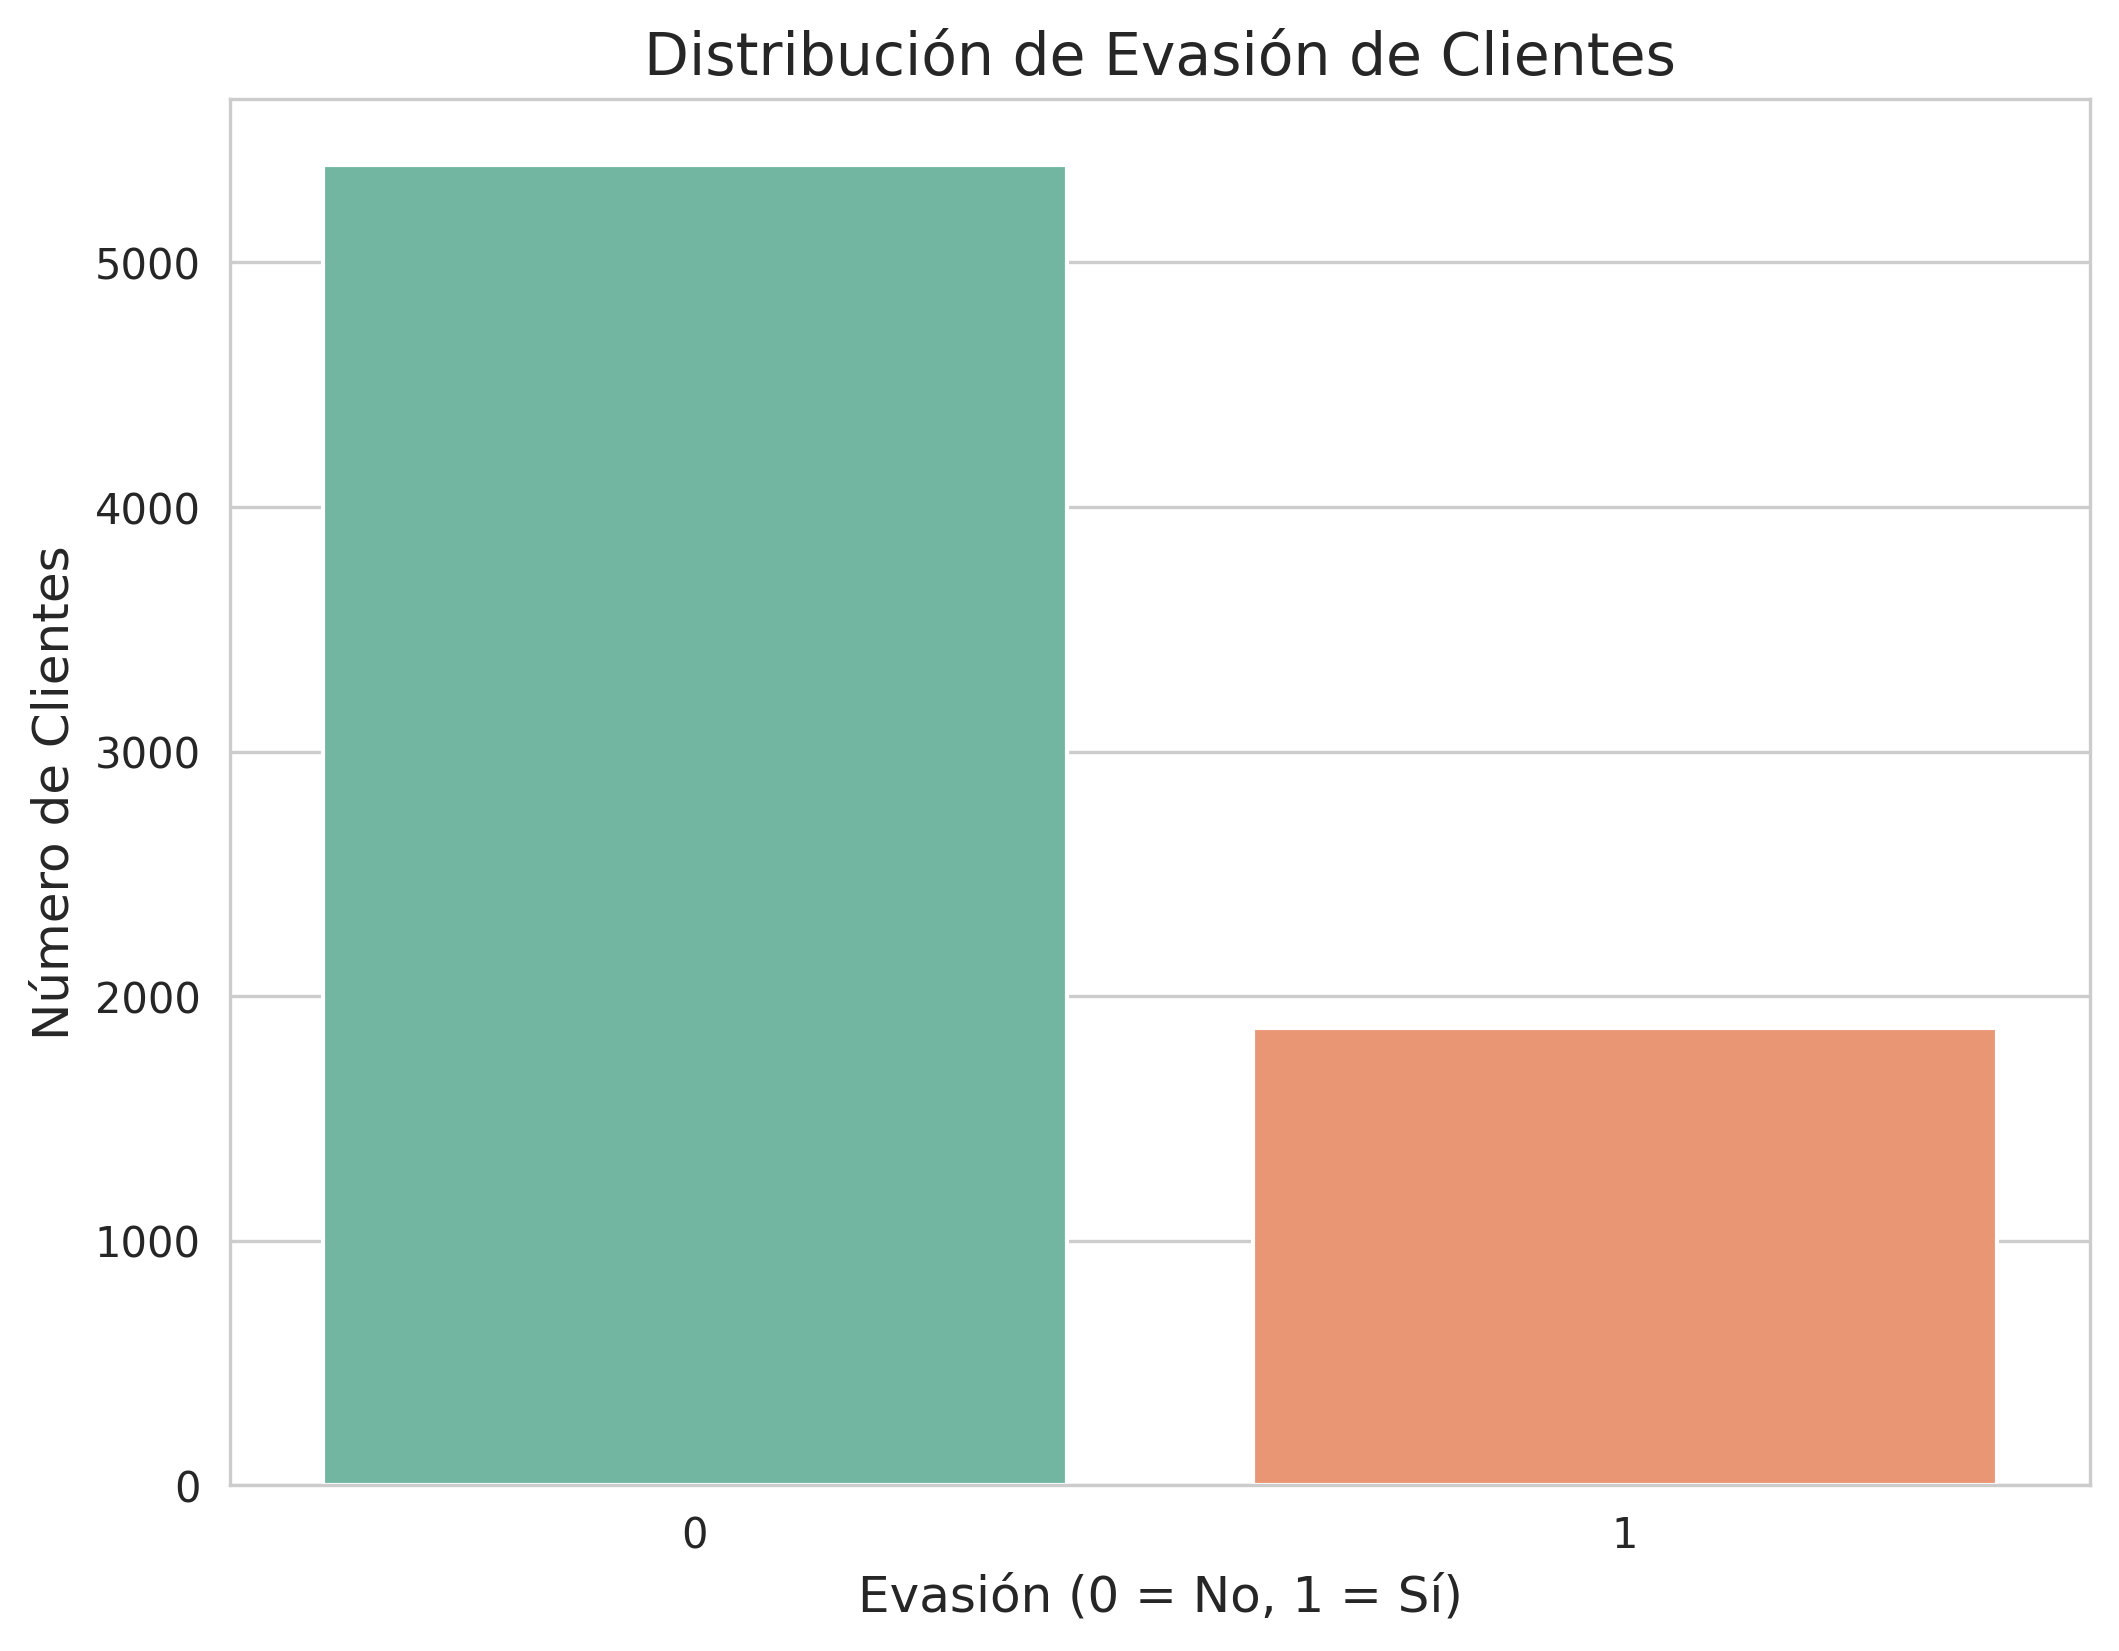 Distribución de Evasión de Clientes
Número de Clientes
5000
4000
3000
2000
1000
0
0
1
Evasión (0 = No, 1 = Sí)